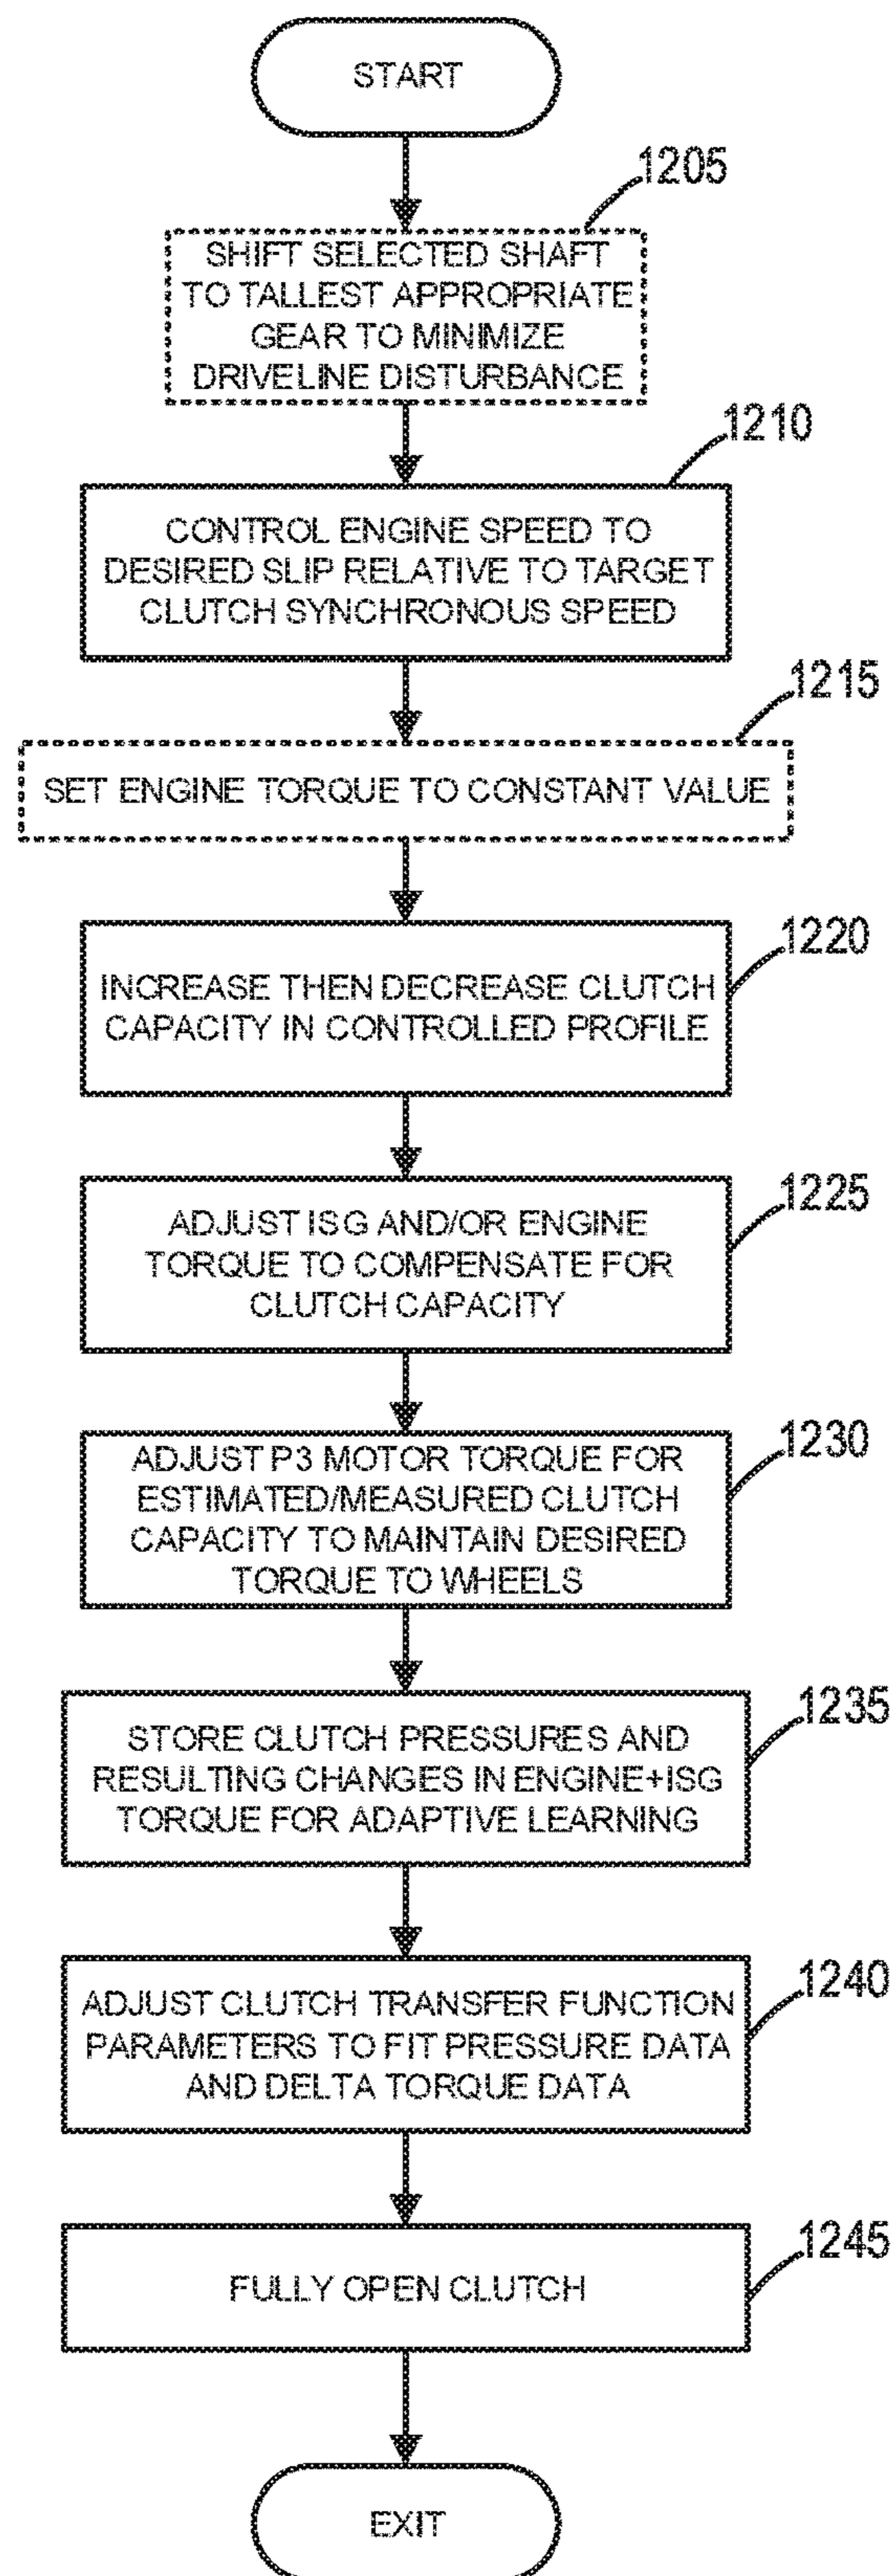 START
1205
SHIFT SELECTED SHAFT
TO TALLEST APPROPRIATE
GEAR TO MINIMIZE
DRIVELINE DISTURBANCE
1210
CONTROL ENGINE SPEED TO
DESIRED SLIP RELATIVE TO TARGET
CLUTCH SYNCHRONOUS SPEED
1215
SET ENGINE TORQUE TO CONSTANT VALUE
1220
INCREASE THEN DECREASE CLUTCH
CAPACITY IN CONTROLLED PROFILE
1225
ADJUST ISG AND/OR ENGINE
TORQUE TO COMPENSATE FOR
CLUTCH CAPACITY
1230
ADJUST P3 MOTOR TORQUE FOR
ESTIMATED/MEASURED CLUTCH
CAPACITY TO MAINTAIN DESIRED
TORQUE TO WHEELS
1235
STORE CLUTCH PRESSURES AND
RESULTING CHANGES IN ENGINE+ISG
TORQUE FOR ADAPTIVE LEARNING
1240
ADJUST CLUTCH TRANSFER FUNCTION
PARAMETERS TO FIT PRESSURE DATA
AND DELTA TORQUE DATA
1245
FULLY OPEN CLUTCH
EXIT